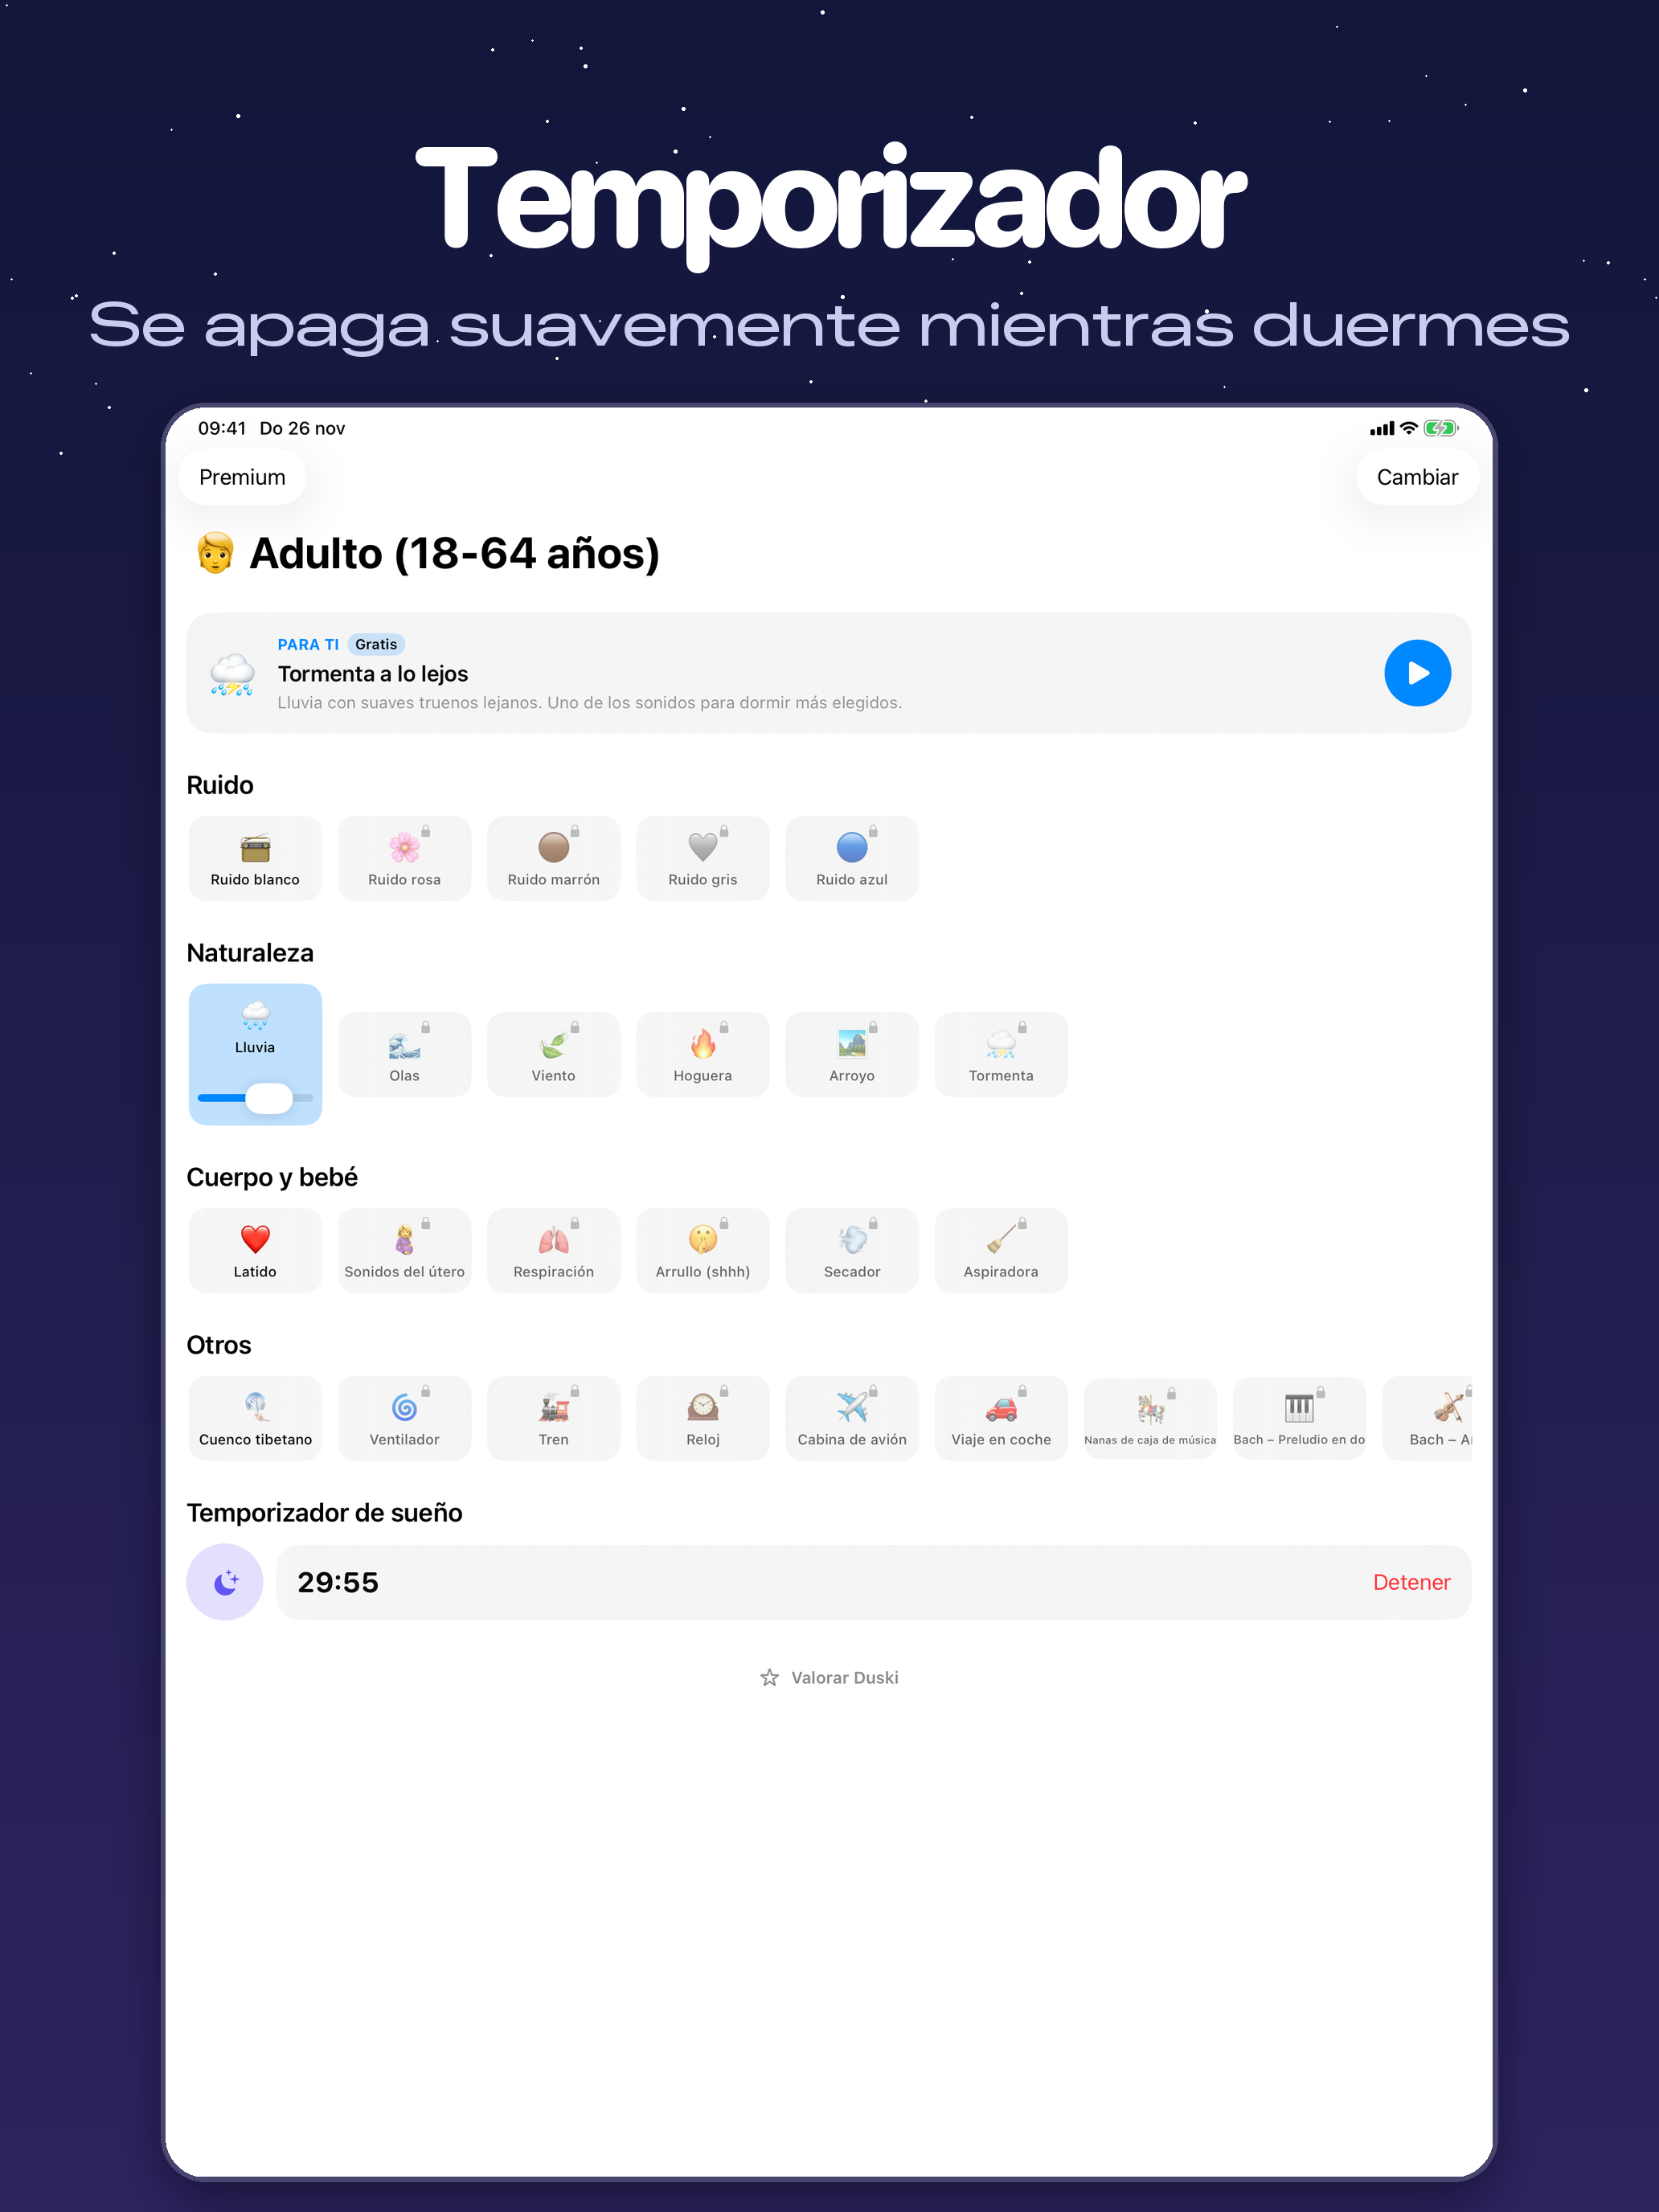 Temporizador
Se apaga suavemente mientras duermes
09:41 Do 26 nov
Premium
Cambiar
Adulto (18-64 años)
PARA TI Gratis
Tormenta a lo lejos
Lluvia con suaves truenos lejanos. Uno de los sonidos para dormir más elegidos.
Ruido
Ruido blanco
Ruido rosa
Ruido marrón
Ruido gris
Ruido azul
Naturaleza
Lluvia
Olas
Viento
Hoguera
Arroyo
Tormenta
Cuerpo y bebé
Latido
Sonidos del útero
Respiración
Arrullo (shhh)
Secador
Aspiradora
Otros
Cuenco tibetano
Ventilador
Tren
Reloj
Cabina de avión
Viaje en coche
Nanas de caja de música
Bach – Preludio en do
Bach –
Temporizador de sueño
29:55
Detener
Valorar Duski